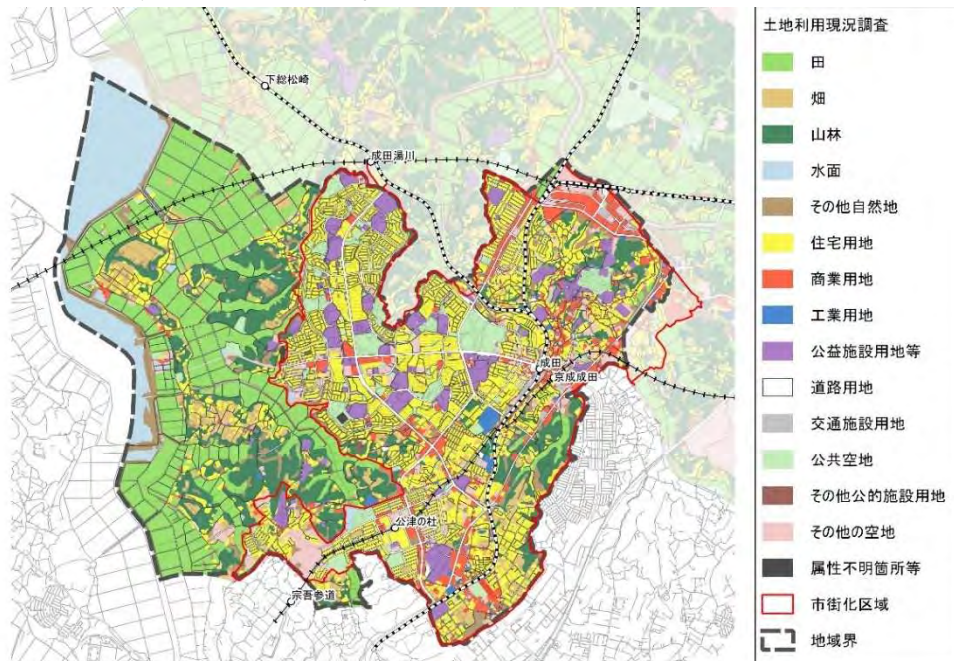 土地利用現況調査
田
畑
山林
水面
その他自然地
住宅用地
商業用地
工業用地
公益施設用地等
道路用地
交通施設用地
公共空地
その他公的施設用地
その他の空地
属性不明箇所等
市街化区域
地域界
下総松崎
成田湯川
成田
京成成田
公津の杜
宗吾参道